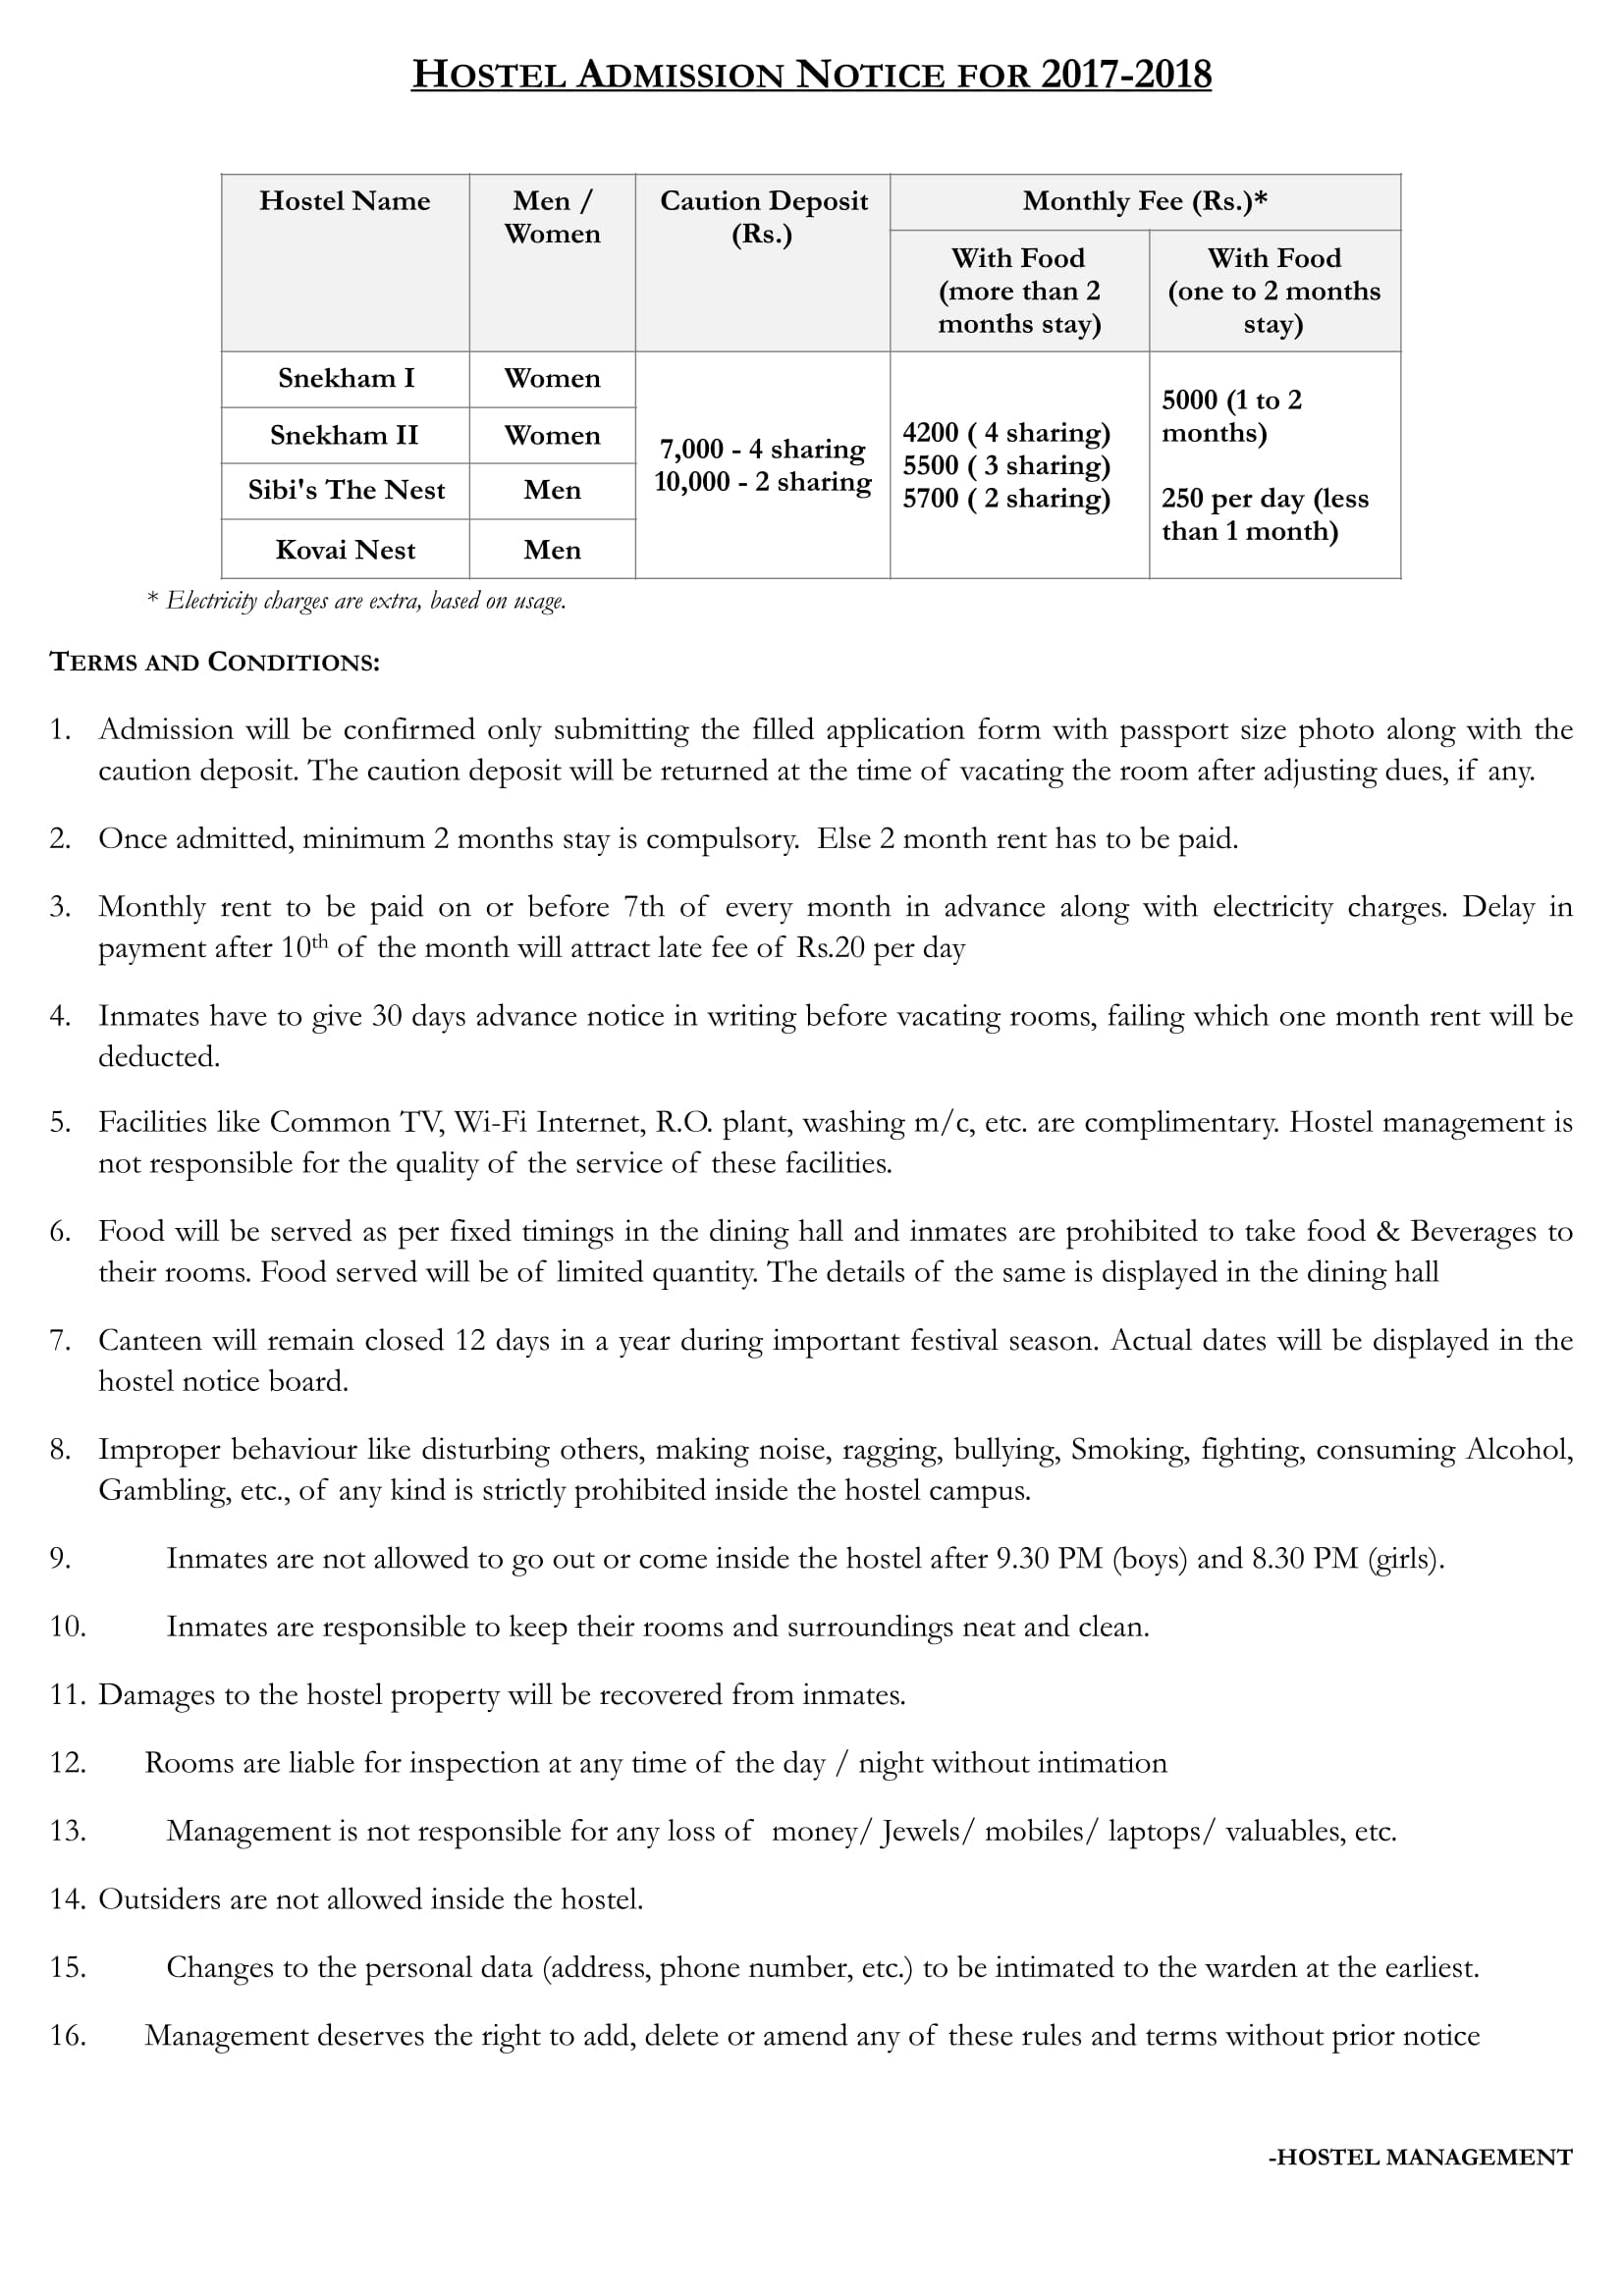 HOSTEL ADMISSION NOTICE FOR 2017-2018
Hostel Name
Men /
Women
Caution Deposit
(Rs.)
Monthly Fee (Rs.)*
With Food
(more than 2
months stay)
With Food
(one to 2 months
stay)
Snekham I
Women
Snekham II
Women
Sibi's The Nest
Men
Kovai Nest
Men
7,000 - 4 sharing
10,000 - 2 sharing
4200 ( 4 sharing)
5500 ( 3 sharing)
5700 ( 2 sharing)
5000 (1 to 2
months)
250 per day (less
than 1 month)
* Electricity charges are extra, based on usage.
TERMS AND CONDITIONS:
1. Admission will be confirmed only submitting the filled application form with passport size photo along with the
caution deposit. The caution deposit will be returned at the time of vacating the room after adjusting dues, if any.
2. Once admitted, minimum 2 months stay is compulsory. Else 2 month rent has to be paid.
3. Monthly rent to be paid on or before 7th of every month in advance along with electricity charges. Delay in
payment after 10th of the month will attract late fee of Rs.20 per day
4. Inmates have to give 30 days advance notice in writing before vacating rooms, failing which one month rent will be
deducted.
5. Facilities like Common TV, Wi-Fi Internet, R.O. plant, washing m/c, etc. are complimentary. Hostel management is
not responsible for the quality of the service of these facilities.
6. Food will be served as per fixed timings in the dining hall and inmates are prohibited to take food & Beverages to
their rooms. Food served will be of limited quantity. The details of the same is displayed in the dining hall
7. Canteen will remain closed 12 days in a year during important festival season. Actual dates will be displayed in the
hostel notice board.
8. Improper behaviour like disturbing others, making noise, ragging, bullying, Smoking, fighting, consuming Alcohol,
Gambling, etc., of any kind is strictly prohibited inside the hostel campus.
9. Inmates are not allowed to go out or come inside the hostel after 9.30 PM (boys) and 8.30 PM (girls).
10. Inmates are responsible to keep their rooms and surroundings neat and clean.
11. Damages to the hostel property will be recovered from inmates.
12. Rooms are liable for inspection at any time of the day / night without intimation
13. Management is not responsible for any loss of money/ Jewels/ mobiles/ laptops/ valuables, etc.
14. Outsiders are not allowed inside the hostel.
15. Changes to the personal data (address, phone number, etc.) to be intimated to the warden at the earliest.
16. Management deserves the right to add, delete or amend any of these rules and terms without prior notice
-HOSTEL MANAGEMENT